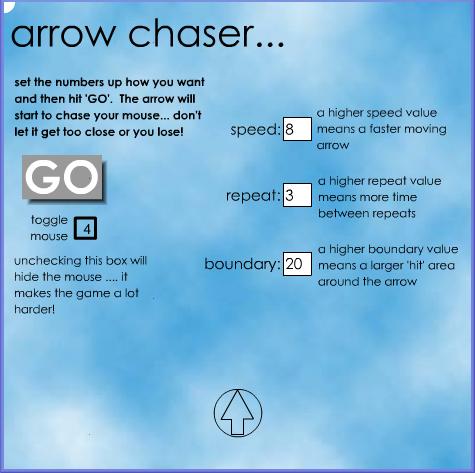 arrow chaser...
set the numbers up how you want
and then hit 'GO'. The arrow will
start to chase your mouse... don't
let it get too close or you lose!
GO
toggle
mouse 4
unchecking this box will
hide the mouse .... it
makes the game a lot
harder!
speed: 8
a higher speed value
means a faster moving
arrow
repeat: 3
a higher repeat value
means more time
between repeats
boundary: 20
a higher boundary value
means a larger 'hit' area
around the arrow